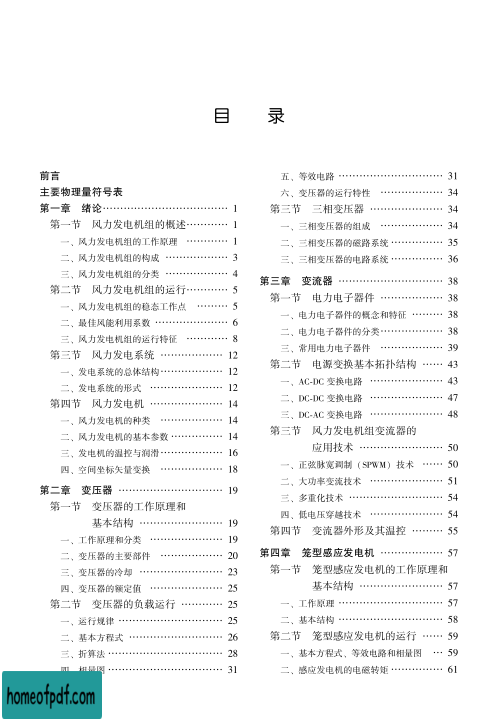 目 录
前言
主要物理量符号表
第一章 绪论 …………………………… 1
第一节 风力发电机组的概述 ………… 1
一、风力发电机组的工作原理 ………… 1
二、风力发电机组的构成 ……………… 3
三、风力发电机组的分类 ……………… 4
第二节 风力发电机组的运行 ………… 5
一、风力发电机组的稳态工作点 ……… 5
二、最佳风能利用系数 ………………… 6
三、风力发电机组的运行特征 ………… 8
第三节 风力发电系统 ……………… 12
一、发电系统的总体结构 ……………… 12
二、发电系统的形式 ………………… 12
第四节 风力发电机 ………………… 14
一、风力发电机的种类 ……………… 14
二、风力发电机的基本参数 …………… 14
三、发电机的温控与润滑 ……………… 16
四、空间坐标矢量变换 ……………… 18
第二章 变压器 ……………………… 19
第一节 变压器的工作原理和
基本结构 …………………… 19
一、工作原理和分类 ………………… 19
二、变压器的主要部件 ……………… 20
三、变压器的冷却 …………………… 23
四、变压器的额定值 ………………… 25
第二节 变压器的负载运行 ………… 25
一、运行规律 ………………………… 25
二、基本方程式 ……………………… 26
三、折算法 …………………………… 28
四、相量图 …………………………… 31
五、等效电路 ………………………… 31
六、变压器的运行特性 ……………… 34
第三节 三相变压器 ………………… 34
一、三相变压器的组成 ……………… 34
二、三相变压器的磁路系统 …………… 35
三、三相变压器的电路系统 …………… 36
第三章 变流器 ……………………… 38
第一节 电力电子器件 ……………… 38
一、电力电子器件的概念和特征 ……… 38
二、电力电子器件的分类 ……………… 38
三、常用电力电子器件 ……………… 39
第二节 电源变换基本拓扑结构 …… 43
一、AC-DC 变换电路 ………………… 43
二、DC-DC 变换电路 ………………… 47
三、DC-AC 变换电路 ………………… 48
第三节 风力发电机组变流器的
应用技术 …………………… 50
一、正弦脉宽调制（SPWM）技术 …… 50
二、大功率变流技术 ………………… 51
三、多重化技术 ……………………… 54
四、低电压穿越技术 ………………… 54
第四节 变流器外形及其温控 ……… 55
第四章 笼型感应发电机 …………… 57
第一节 笼型感应发电机的工作原理和
基本结构 …………………… 57
一、工作原理 ………………………… 57
二、基本结构 ………………………… 58
第二节 笼型感应发电机的运行 …… 59
一、基本方程式、等效电路和相量图 … 59
二、感应发电机的电磁转矩 …………… 61
homeofpdf.com